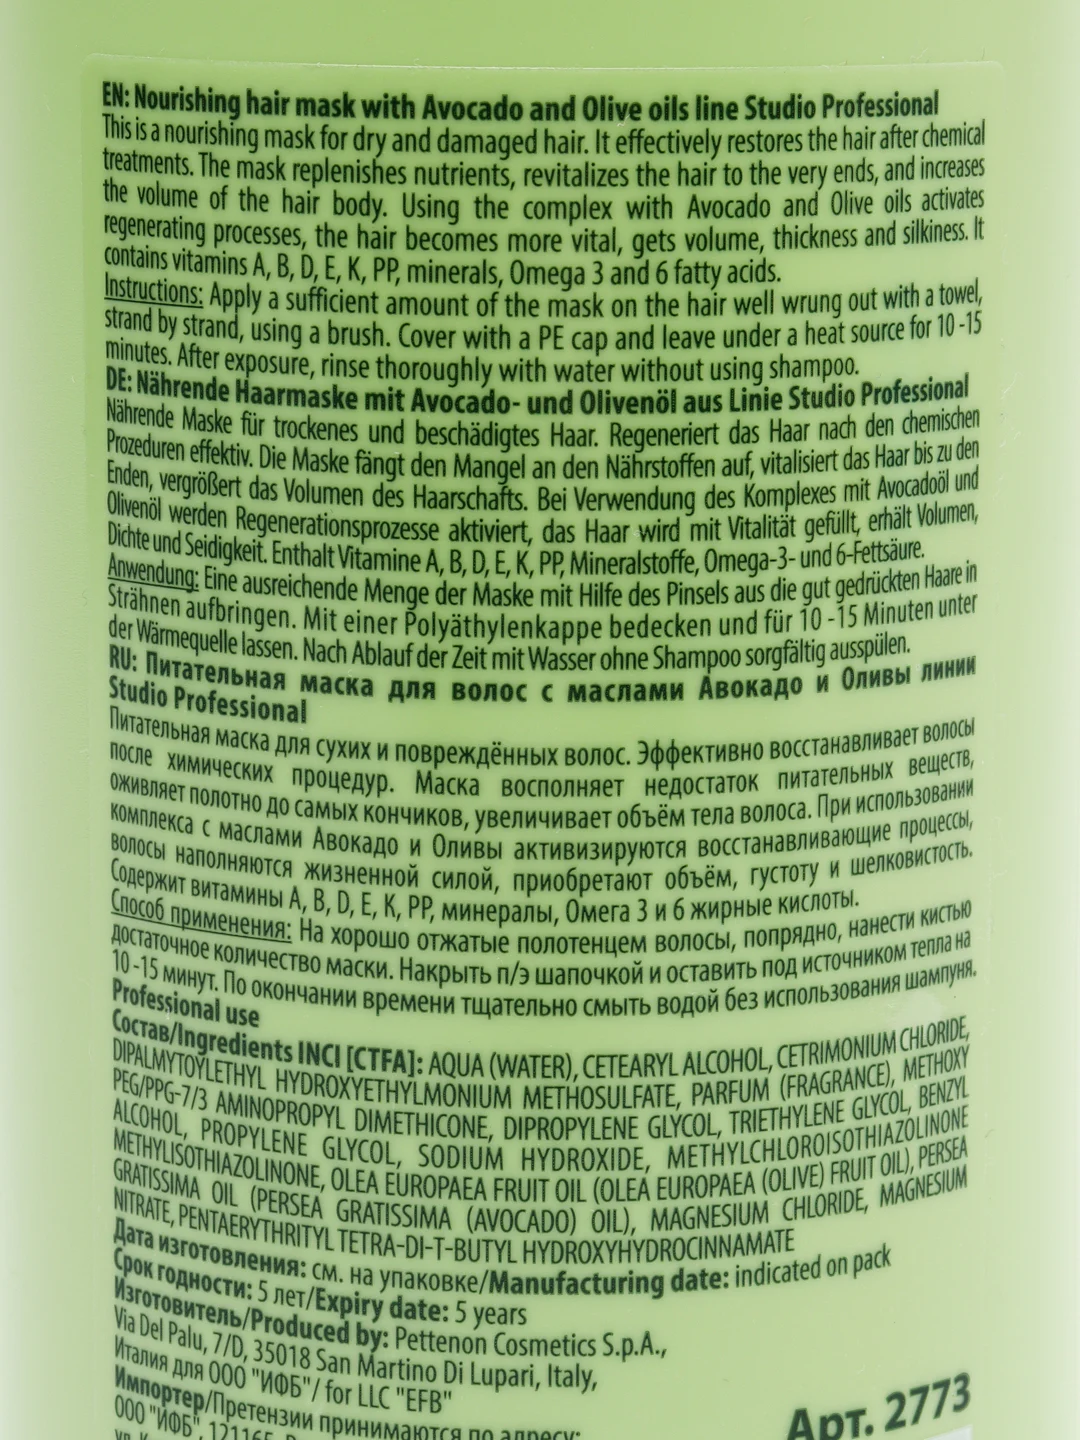 EN: Nourishing hair mask with Avocado and Olive oils line Studio Professional
This is a nourishing mask for dry and damaged hair. It effectively restores the hair after chemical
treatments. The mask replenishes nutrients, revitalizes the hair to the very ends, and increases
the volume of the hair body. Using the complex with Avocado and Olive oils activates
regenerating processes, the hair becomes more vital, gets volume, thickness and silkiness. It
contains vitamins A, B, D, E, K, PP, minerals, Omega 3 and 6 fatty acids.
Instructions: Apply a sufficient amount of the mask on the hair well wrung out with a towel,
strand by strand, using a brush. Cover with a PE cap and leave under a heat source for 10 -15
minutes. After exposure, rinse thoroughly with water without using shampoo.
DE: Nährende Haarmaske mit Avocado- und Olivenöl aus Linie Studio Professional
Nährende Maske für trockenes und beschädigtes Haar. Regeneriert das Haar nach den chemischen
Prozeduren effektiv. Die Maske fängt den Mangel an den Nährstoffen auf, vitalisiert das Haar bis zu den
Enden, vergrößert das Volumen des Haarschafts. Bei Verwendung des Komplexes mit Avocadoöl und
Olivenöl werden Regenerationsprozesse aktiviert, das Haar wird mit Vitalität gefüllt, erhält Volumen,
Dichte und Seidigkeit. Enthalt Vitamine A, B, D, E, K, PP, Mineralstoffe, Omega-3- und 6-Fettsäure.
Anwendung: Eine ausreichende Menge der Maske mit Hilfe des Pinsels aus die gut gedrückten Haare in
Strähnen aufbringen. Mit einer Polyäthylenkappe bedecken und für 10 -15 Minuten unter
der Wärmequelle lassen. Nach Ablauf der Zeit mit Wasser ohne Shampoo sorgfältig ausspülen.
RU: Питательная маска для волос с маслами Авокадо и Оливы линии
Studio Professional
Питательная маска для сухих и повреждённых волос. Эффективно восстанавливает волосы
после химических процедур. Маска восполняет недостаток питательных веществ,
оживляет полотно до самых кончиков, увеличивает объём тела волоса. При использовании
комплекса с маслами Авокадо и Оливы активизируются восстанавливающие процессы,
волосы наполняются жизненной силой, приобретают объём, густоту и шелковистость.
Содержит витамины A, B, D, E, K, PP, минералы, Омега 3 и 6 жирные кислоты.
Способ применения: На хорошо отжатые полотенцем волосы, попрядно, нанести кистью
достаточное количество маски. Накрыть п/э шапочкой и оставить под источником тепла на
10 -15 минут. По окончании времени тщательно смыть водой без использования шампуня.
Professional use
Состав/Ingredients INCI [CTFA]: AQUA (WATER), CETEARYL ALCOHOL, CETRIMONIUM CHLORIDE,
DIPALMYTOYLETHYL HYDROXYETHYLMONIUM METHOSULFATE, PARFUM (FRAGRANCE), METHOXY
PEG/PPG-7/3 AMINOPROPYL DIMETHICONE, DIPROPYLENE GLYCOL, TRIETHYLENE GLYCOL, BENZYL
ALCOHOL, PROPYLENE GLYCOL, SODIUM HYDROXIDE, METHYLCHLOROISOTHIAZOLINONE
METHYLISOTHIAZOLINONE, OLEA EUROPAEA FRUIT OIL (OLEA EUROPAEA (OLIVE) FRUIT OIL), PERSEA
GRATISSIMA OIL (PERSEA GRATISSIMA (AVOCADO) OIL), MAGNESIUM CHLORIDE, MAGNESIUM
NITRATE, PENTAERYTHRITYL TETRA-DI-T-BUTYL HYDROXYHYDROCINNAMATE
Дата изготовления: см. на упаковке/Manufacturing date: indicated on pack
Срок годности: 5 лет/Expiry date: 5 years
Изготовитель/Produced by: Pettenon Cosmetics S.p.A.,
Via Del Palu, 7/D, 35018 San Martino Di Lupari, Italy,
Италия для ООО "ИФБ"/ for LLC "EFB"
Импортер/Претензии принимаются по адресу:
ООО "ИФБ", 121165,
Арт. 2773